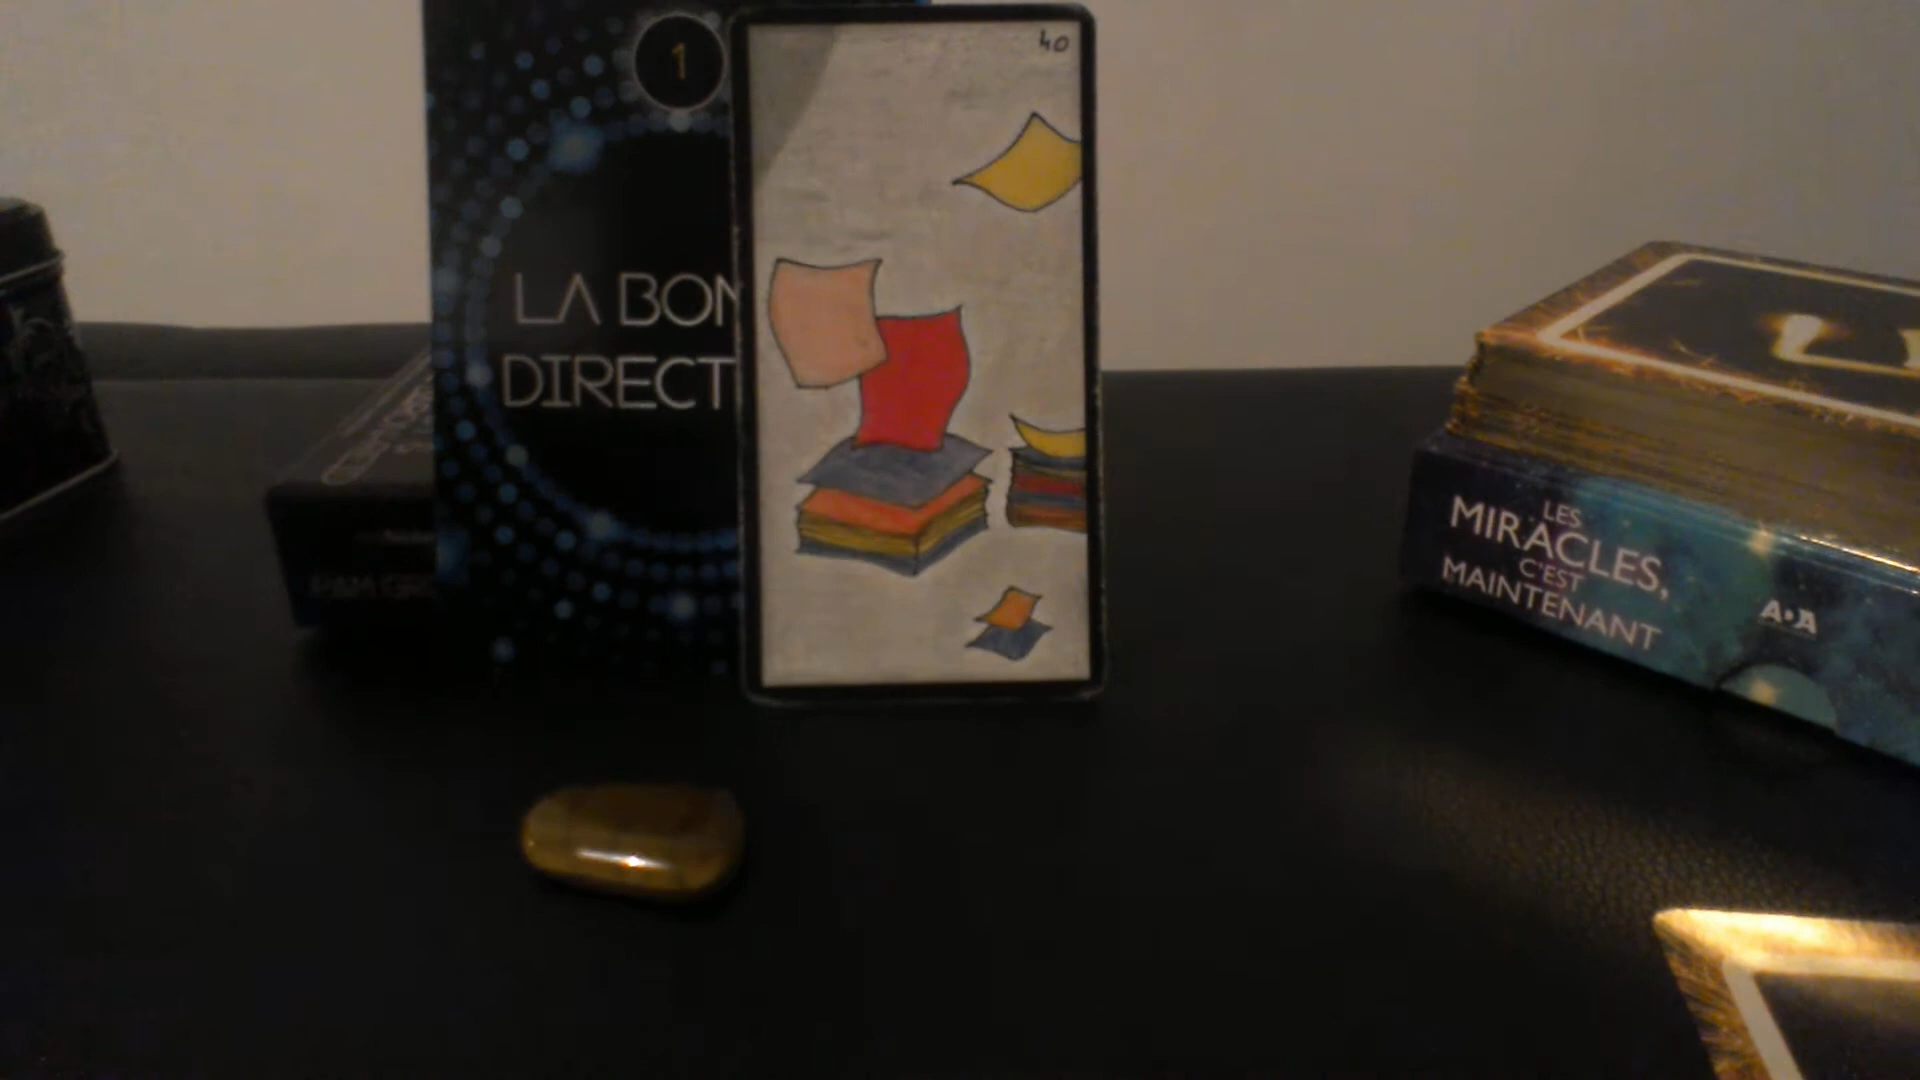 1
LA BON
DIRECT
40
LES
MIRACLES,
C'EST
MAINTENANT
A•A